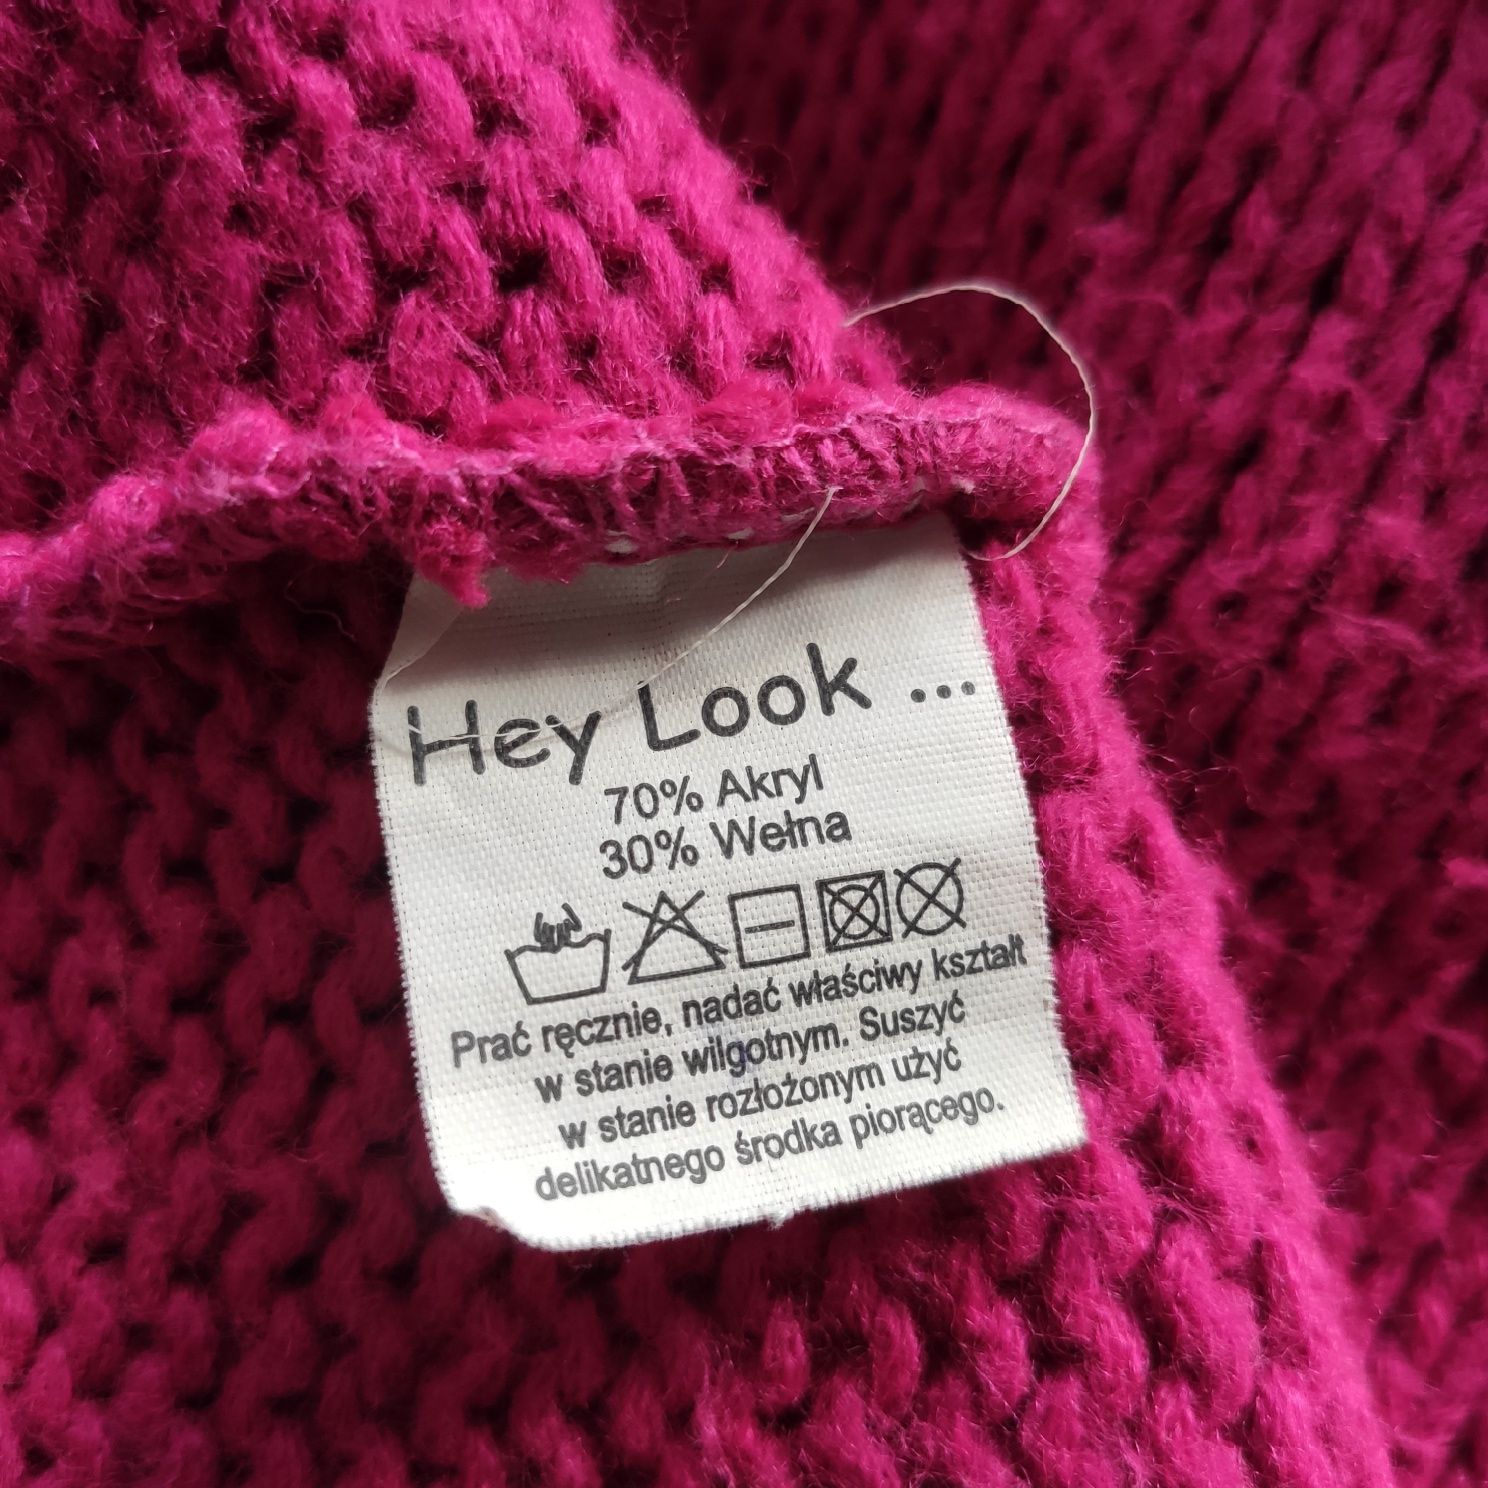 Hey Look ...
70% Akryl
30% Wełna
Prać ręcznie, nadać właściwy kształt
w stanie wilgotnym. Suszyć
w stanie rozłożonym użyć
delikatnego środka piorącego.